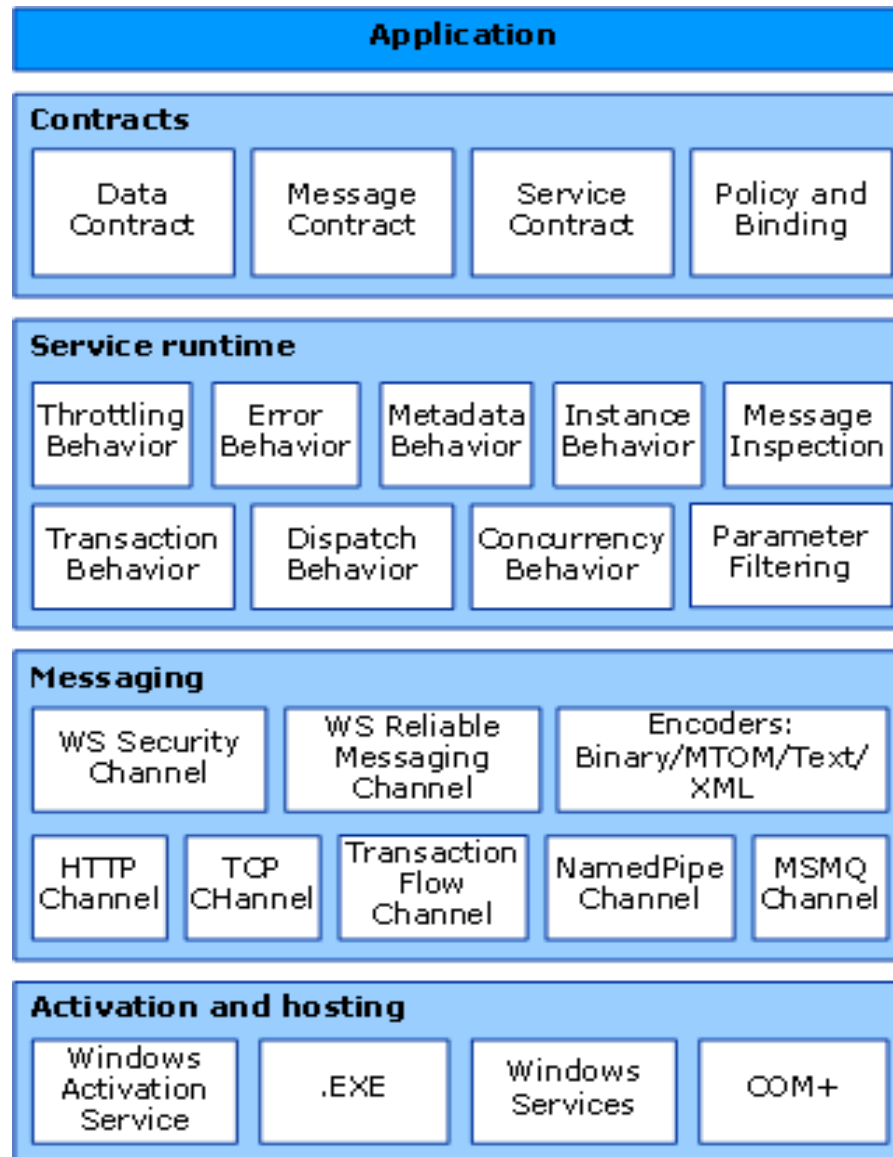 Application
Contracts
Data
Contract
Message
Contract
Service
Contract
Policy and
Binding
Service runtime
Throttling
Behavior
Error
Behavior
Metadata
Behavior
Instance
Behavior
Message
Inspection
Transaction
Behavior
Dispatch
Behavior
Concurrency
Behavior
Parameter
Filtering
Messaging
WS Security
Channel
WS Reliable
Messaging
Channel
Encoders:
Binary/MTOM/Text/
XML
HTTP
Channel
TCP
CHannel
Transaction
Flow
Channel
NamedPipe
Channel
MSMQ
Channel
Activation and hosting
Windows
Activation
Service
.EXE
Windows
Services
COM+